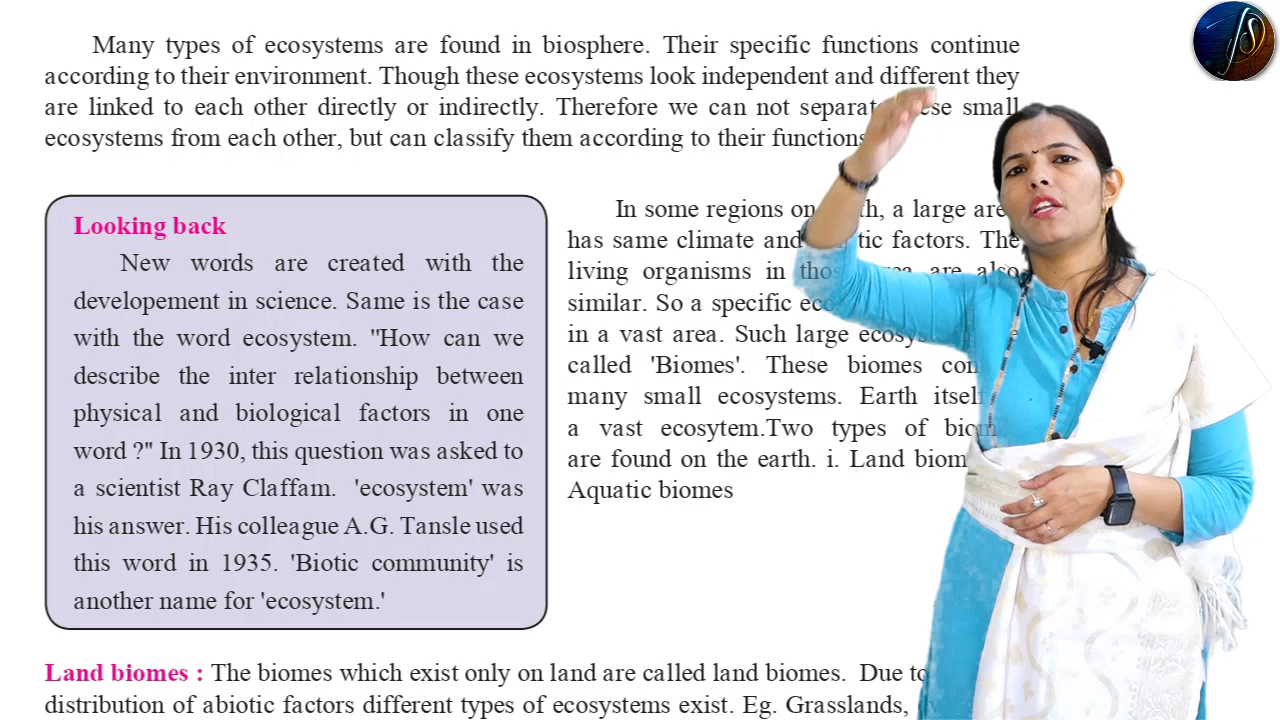 Many types of ecosystems are found in biosphere. Their specific functions continue
according to their environment. Though these ecosystems look independent and different they
are linked to each other directly or indirectly. Therefore we can not separat ese small
ecosystems from each other, but can classify them according to their functions
Looking back
New words are created with the
developement in science. Same is the case
with the word ecosystem. "How can we
describe the inter relationship between
physical and biological factors in one
word ?" In 1930, this question was asked to
a scientist Ray Claffam. 'ecosystem' was
his answer. His colleague A.G. Tansle used
this word in 1935. 'Biotic community' is
another name for 'ecosystem.'
In some regions on th, a large are
has same climate and tic factors. The
living organisms in thos area are also
similar. So a specific eco
in a vast area. Such large ecosyst
called 'Biomes'. These biomes con
many small ecosystems. Earth itself
a vast ecosytem.Two types of biom
are found on the earth. i. Land biom
Aquatic biomes
Land biomes : The biomes which exist only on land are called land biomes. Due to
distribution of abiotic factors different types of ecosystems exist. Eg. Grasslands,